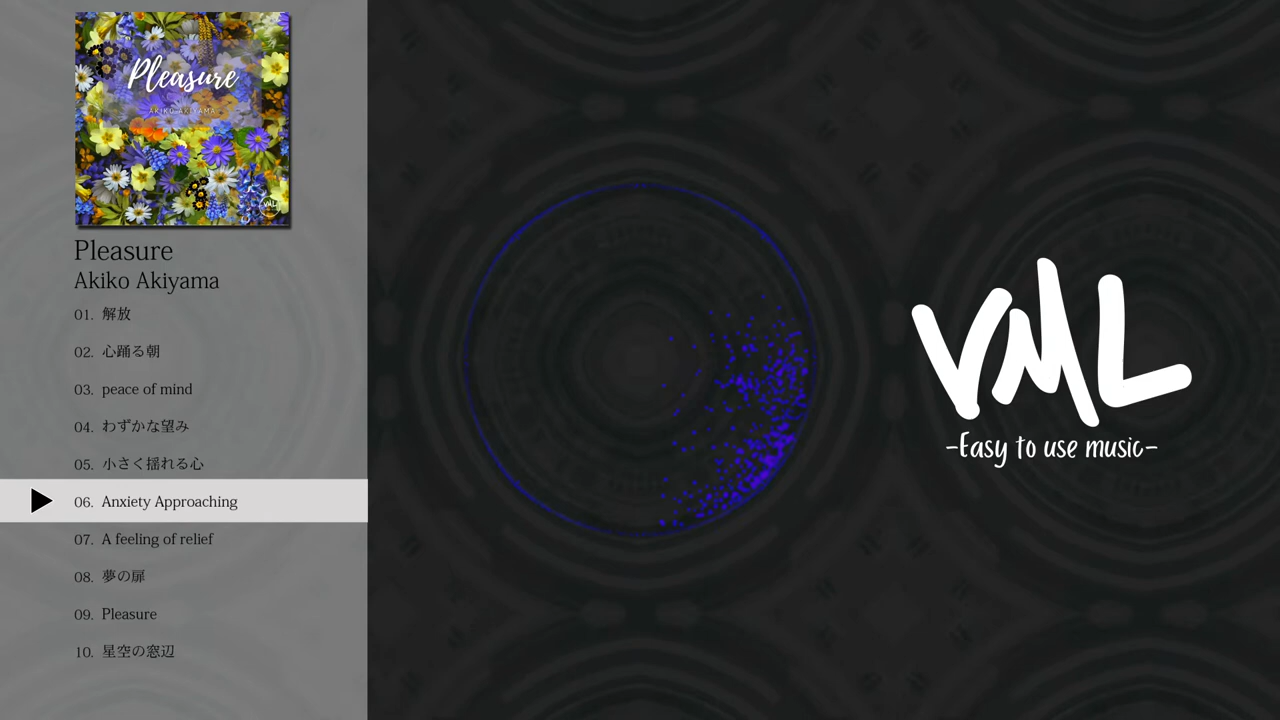 Pleasure
AKIKO AKIYAMA
VML
Pleasure
Akiko Akiyama
01. 解放
02. 心踊る朝
03. peace of mind
04. わずかな望み
05. 小さく揺れる心
06. Anxiety Approaching
07. A feeling of relief
08. 夢の扉
09. Pleasure
10. 星空の窓辺
VML
-Easy to use music-